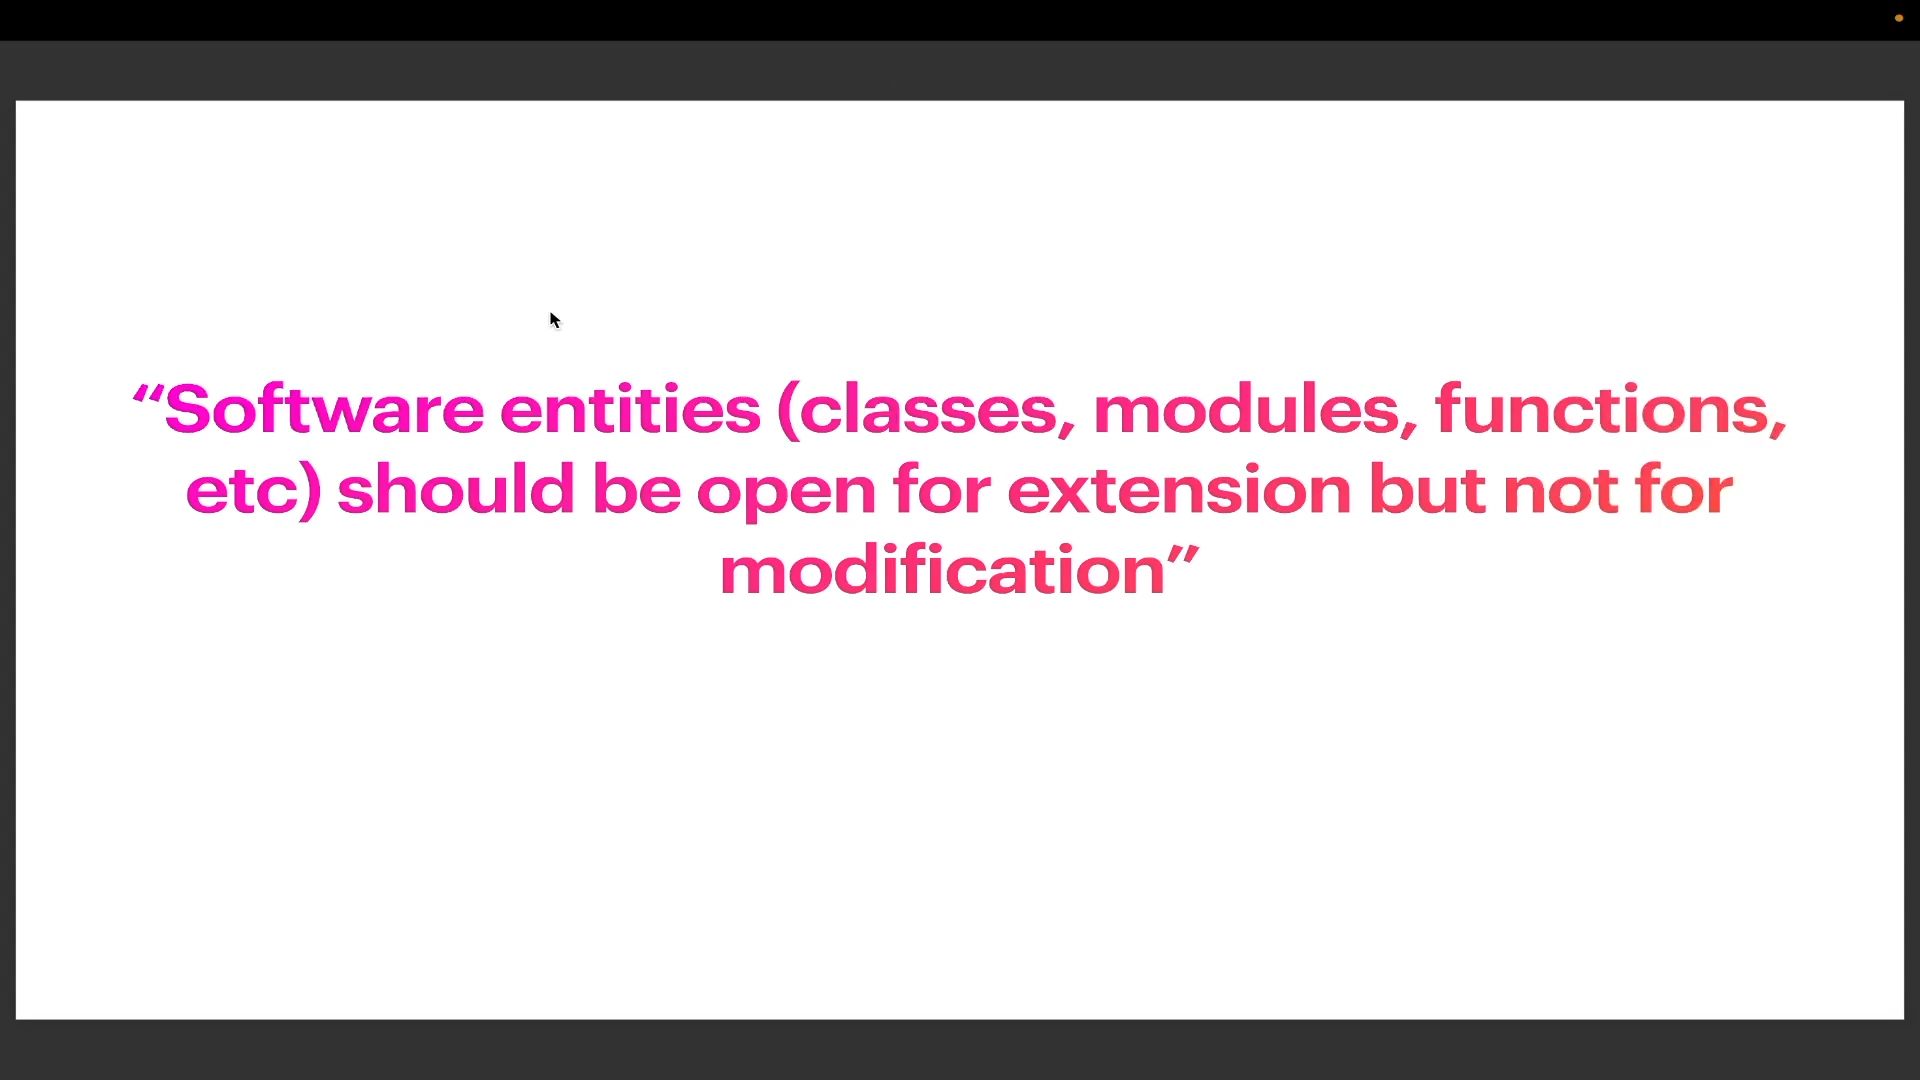 “Software entities (classes, modules, functions,
etc) should be open for extension but not for
modification”